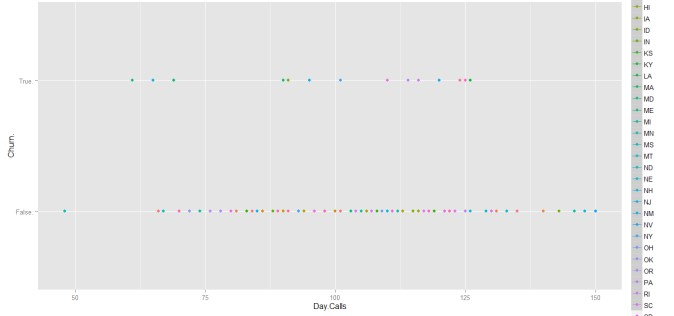 HI
IA
ID
IN
KS
KY
LA
MA
MD
ME
MI
MN
MS
MT
ND
NE
NH
NJ
NM
NV
NY
OH
OK
OR
PA
RI
SC
True.
Churn.
False.
50
75
100
125
150
Day.Calls